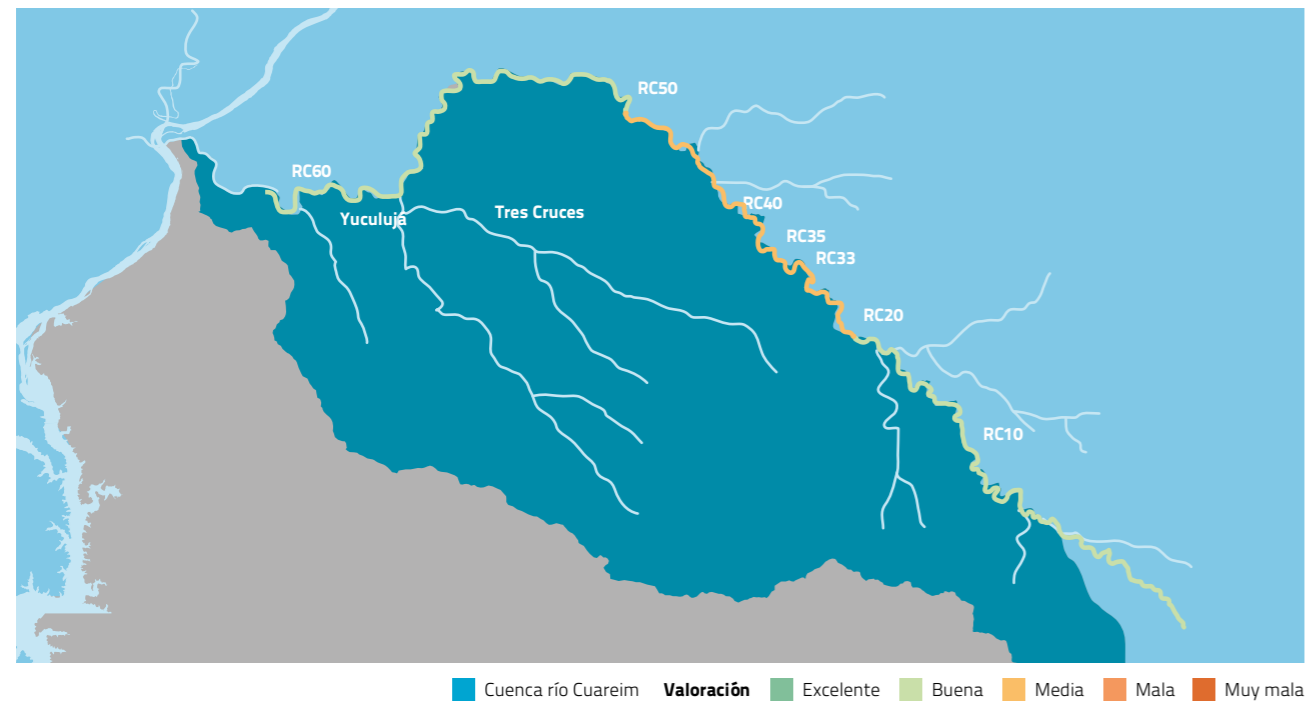 RC50
RC60
RC40
Yuculujá
Tres Cruces
RC35
RC33
RC20
RC10
Cuenca río Cuareim Valoración Excelente Buena Media Mala Muy mala